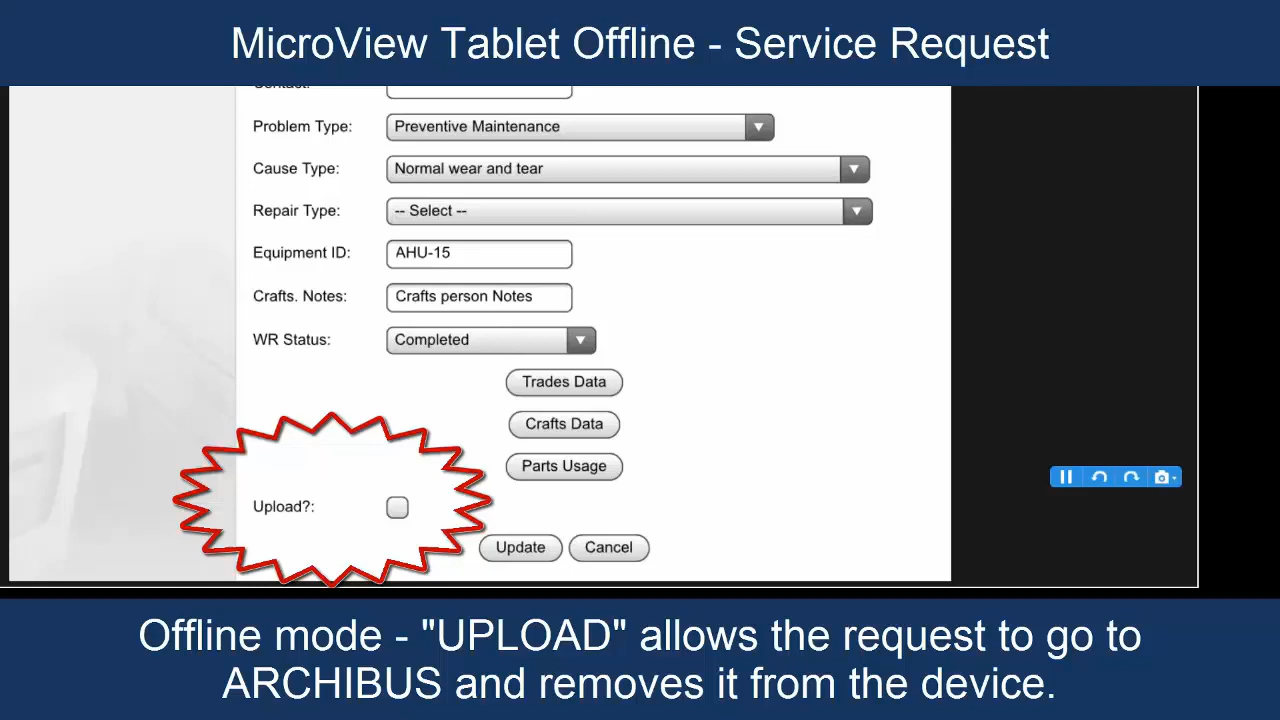 MicroView Tablet Offline - Service Request
Contact:
Problem Type: Preventive Maintenance
Cause Type: Normal wear and tear
Repair Type: -- Select --
Equipment ID: AHU-15
Crafts. Notes: Crafts person Notes
WR Status: Completed
Trades Data
Crafts Data
Parts Usage
Upload?:
Update Cancel
Offline mode - "UPLOAD" allows the request to go to
ARCHIBUS and removes it from the device.